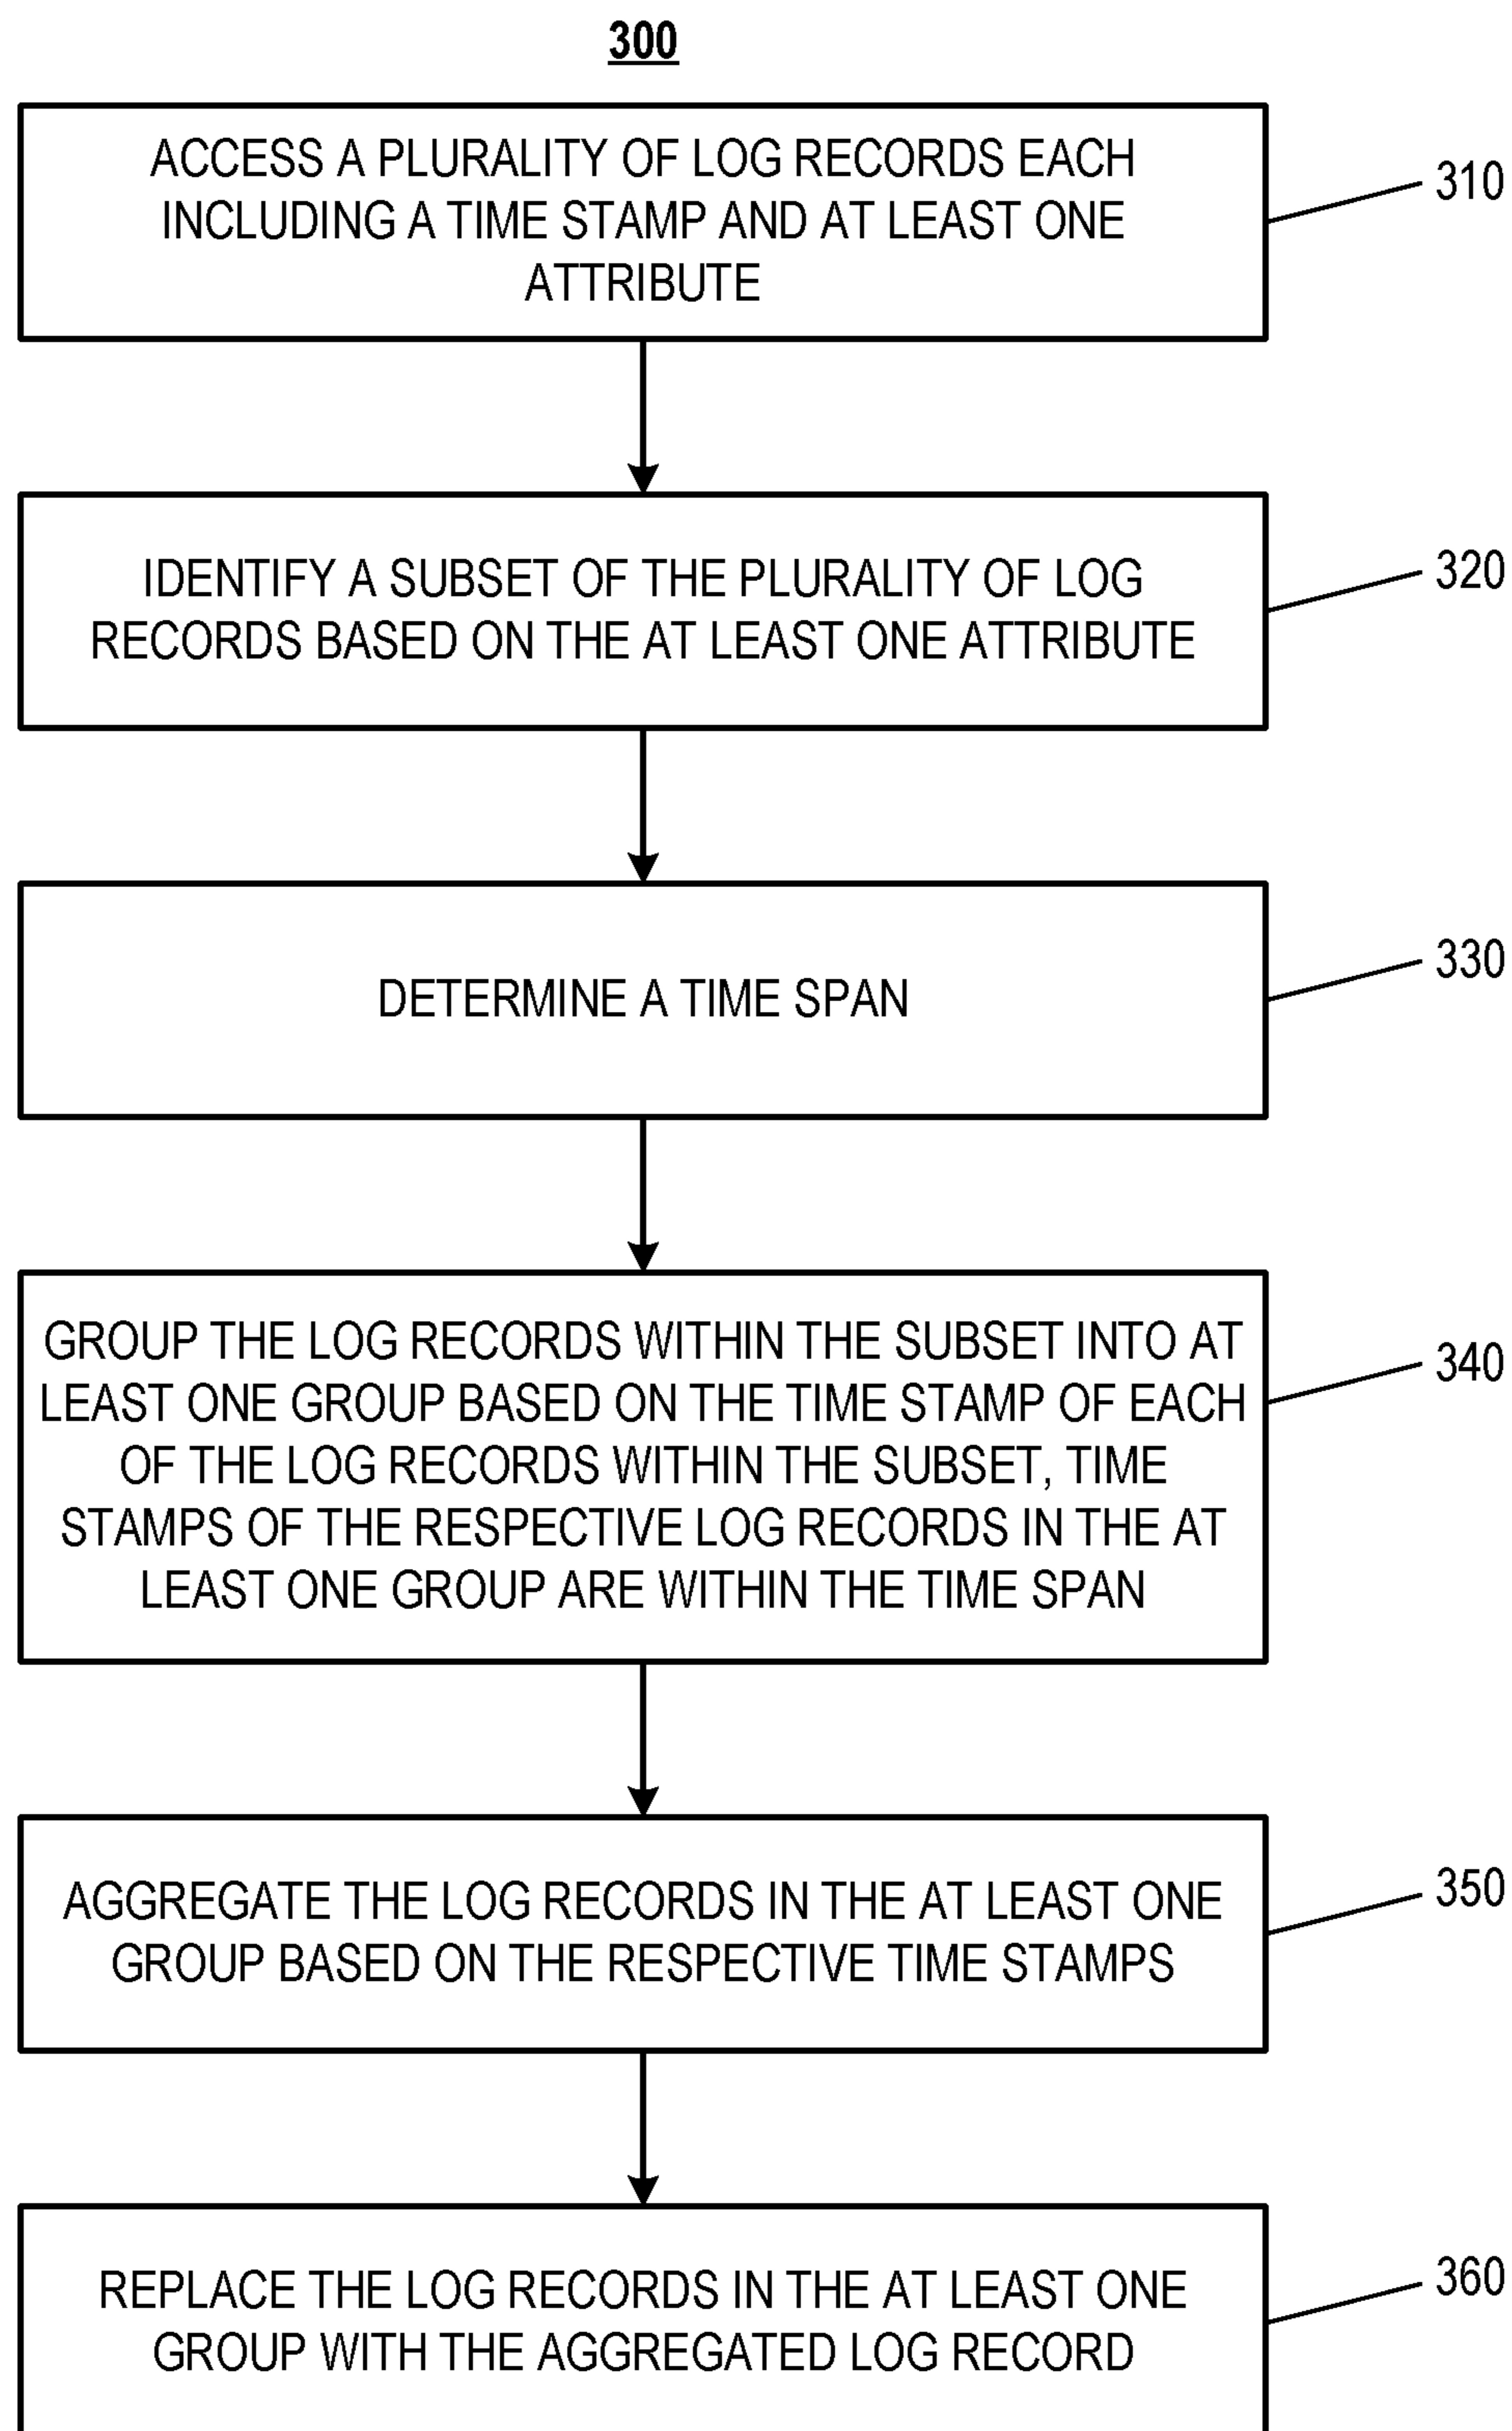 300
ACCESS A PLURALITY OF LOG RECORDS EACH
INCLUDING A TIME STAMP AND AT LEAST ONE
ATTRIBUTE
310
IDENTIFY A SUBSET OF THE PLURALITY OF LOG
RECORDS BASED ON THE AT LEAST ONE ATTRIBUTE
320
DETERMINE A TIME SPAN
330
GROUP THE LOG RECORDS WITHIN THE SUBSET INTO AT
LEAST ONE GROUP BASED ON THE TIME STAMP OF EACH
OF THE LOG RECORDS WITHIN THE SUBSET, TIME
STAMPS OF THE RESPECTIVE LOG RECORDS IN THE AT
LEAST ONE GROUP ARE WITHIN THE TIME SPAN
340
AGGREGATE THE LOG RECORDS IN THE AT LEAST ONE
GROUP BASED ON THE RESPECTIVE TIME STAMPS
350
REPLACE THE LOG RECORDS IN THE AT LEAST ONE
GROUP WITH THE AGGREGATED LOG RECORD
360